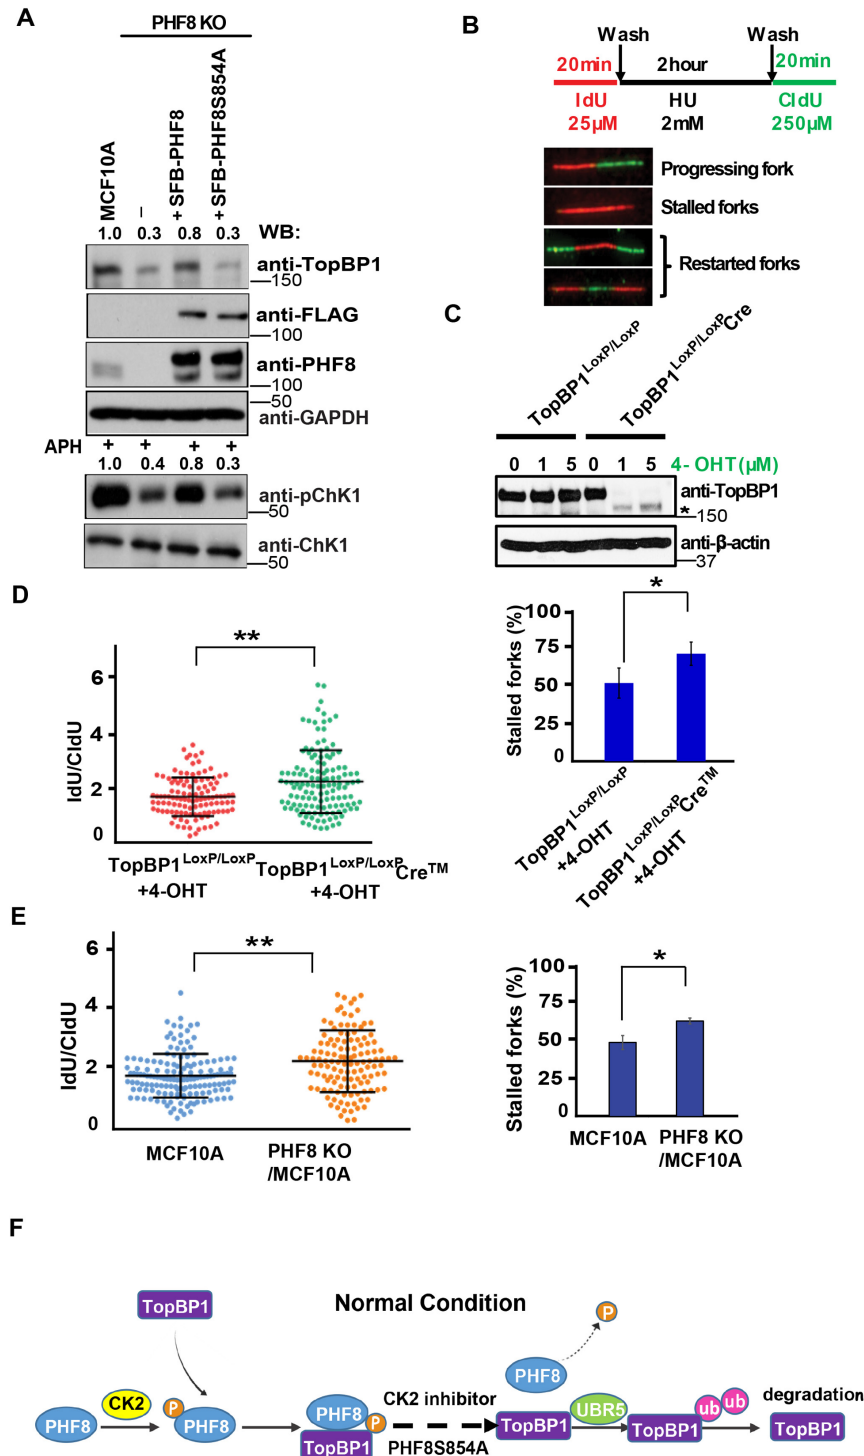 A
PHF8 KO
MCF10A
–
+ SFB-PHF8
+ SFB-PHF8S854A
1.0 0.3 0.8 0.3 WB:
anti-TopBP1
150
anti-FLAG
100
anti-PHF8
100
50
anti-GAPDH
APH + + + +
1.0 0.4 0.8 0.3
anti-pChK1
50
anti-ChK1
50
B
Wash Wash
20min 2hour 20min
IdU HU CldU
25µM 2mM 250µM
Progressing fork
Stalled forks
Restarted forks
C
TopBP1LoxP/LoxP
TopBP1LoxP/LoxPCre
0 1 5 0 1 5 4- OHT(µM)
anti-TopBP1
*
150
anti-β-actin
37
Stalled forks (%)
100
75
50
25
0
*
TopBP1LoxP/LoxP
+4-OHT
TopBP1LoxP/LoxPCreTM
+4-OHT
D
IdU/CldU
6
4
2
0
**
TopBP1LoxP/LoxP
+4-OHT
TopBP1LoxP/LoxPCreTM
+4-OHT
E
IdU/CldU
6
4
2
0
**
MCF10A
PHF8 KO
/MCF10A
Stalled forks (%)
100
75
50
25
0
*
MCF10A
PHF8 KO
/MCF10A
F
Normal Condition
TopBP1
PHF8
CK2
P
PHF8
PHF8
P
TopBP1
CK2 inhibitor
PHF8S854A
P
PHF8
TopBP1
UBR5
ub ub
TopBP1
degradation
TopBP1